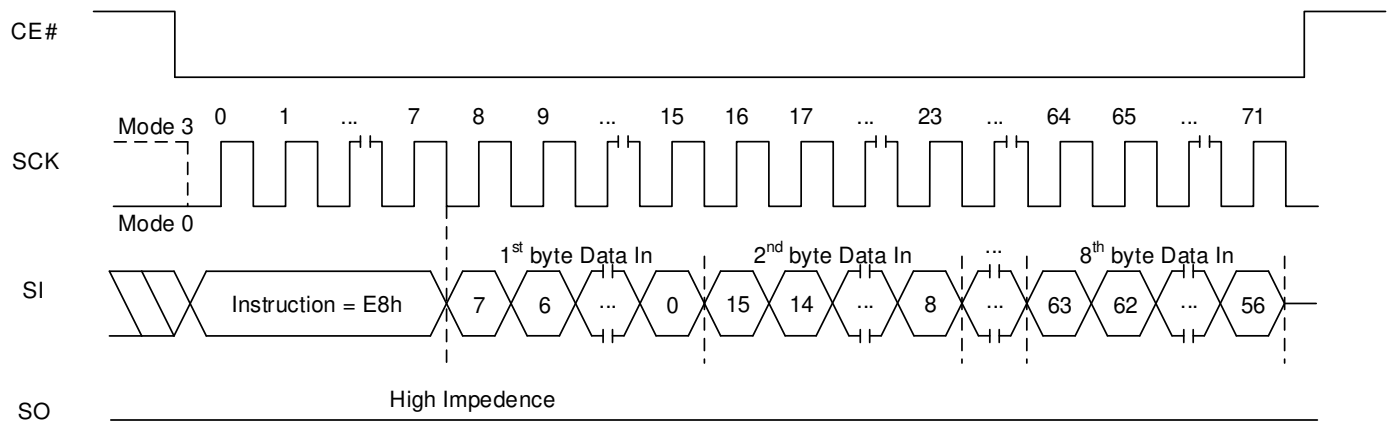 CE#
0 1 ... 7 8 9 ... 15 16 17 ... 23 ... 64 65 ... 71
Mode 3
SCK
Mode 0
1st byte Data In 2nd byte Data In ... 8th byte Data In
SI Instruction = E8h 7 6 ... 0 15 14 ... 8 ... 63 62 ... 56
High Impedence
SO